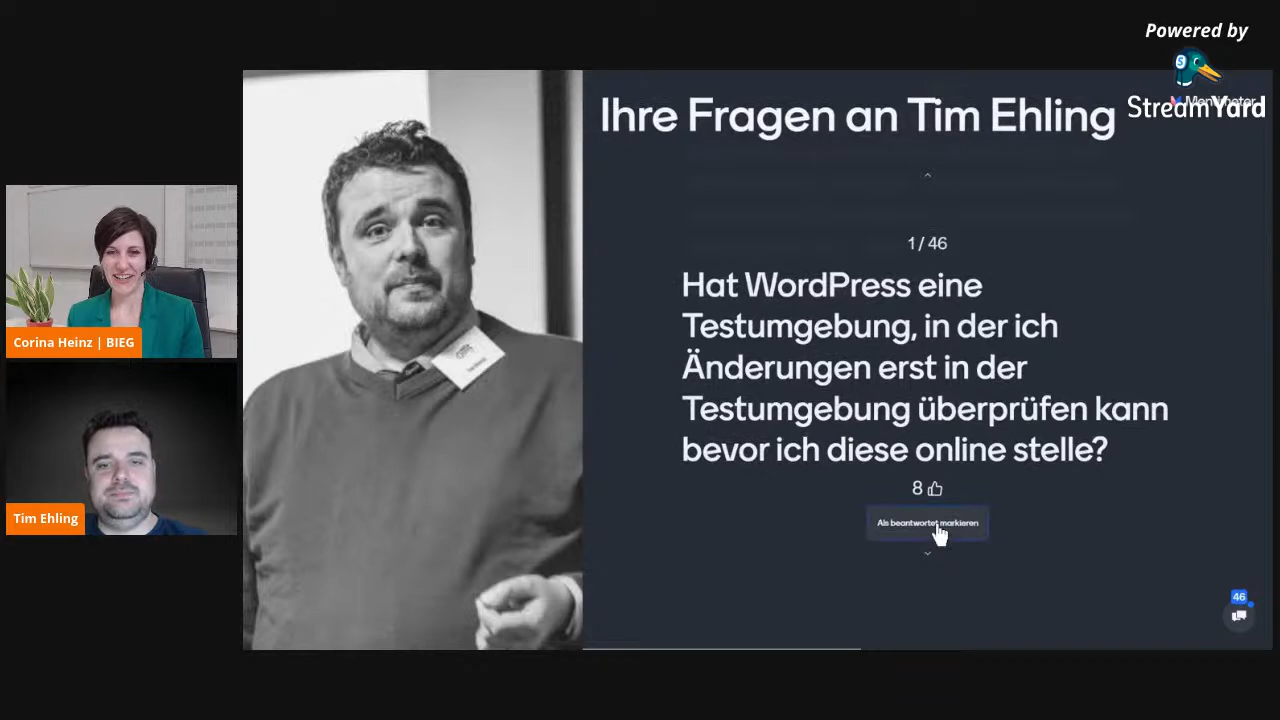 Powered by
StreamYard
Ihre Fragen an Tim Ehling
1 / 46
Hat WordPress eine
Testumgebung, in der ich
Änderungen erst in der
Testumgebung überprüfen kann
bevor ich diese online stelle?
8
Als beantwortet markieren
46
Corina Heinz | BIEG
Tim Ehling